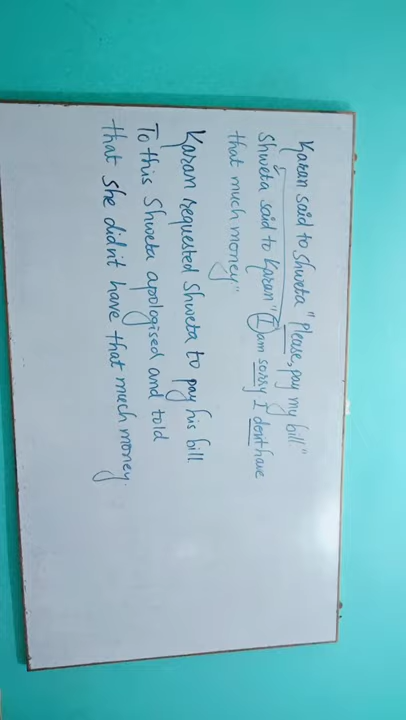 Karan said to Shweta "Please, pay my bill."
Shweta said to Karan "I am sorry I don't have
that much money"
Karan requested Shweta to pay his bill
To this Shweta apologised and told
that she didn't have that much money.